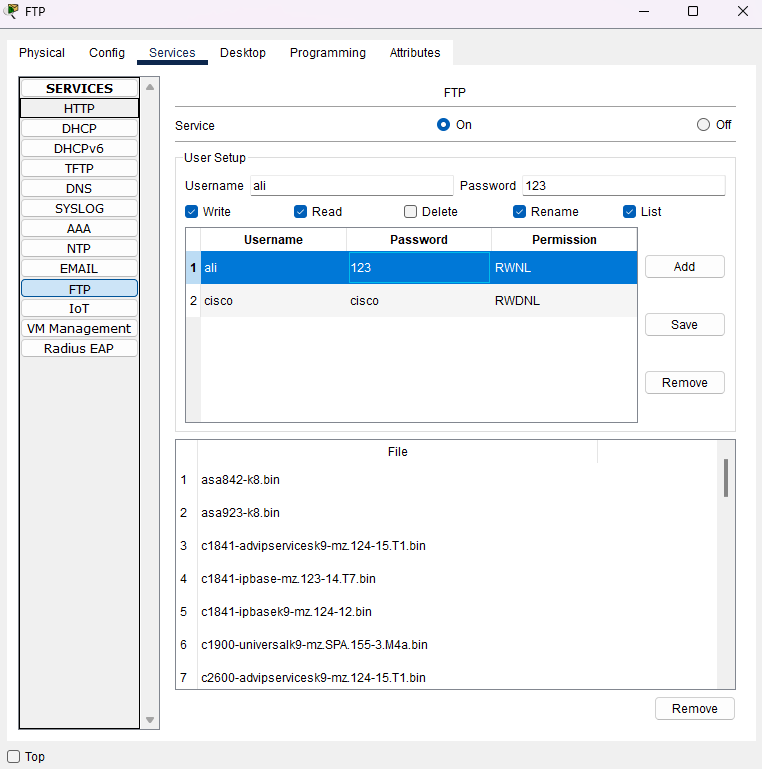 FTP
Physical Config Services Desktop Programming Attributes
SERVICES
HTTP
DHCP
DHCPv6
TFTP
DNS
SYSLOG
AAA
NTP
EMAIL
FTP
IoT
VM Management
Radius EAP
FTP
Service On Off
User Setup
Username ali Password 123
Write Read Delete Rename List
Username Password Permission
1 ali 123 RWNL
2 cisco cisco RWDNL
Add
Save
Remove
File
1 asa842-k8.bin
2 asa923-k8.bin
3 c1841-advipservicesk9-mz.124-15.T1.bin
4 c1841-ipbase-mz.123-14.T7.bin
5 c1841-ipbasek9-mz.124-12.bin
6 c1900-universalk9-mz.SPA.155-3.M4a.bin
7 c2600-advipservicesk9-mz.124-15.T1.bin
Remove
Top